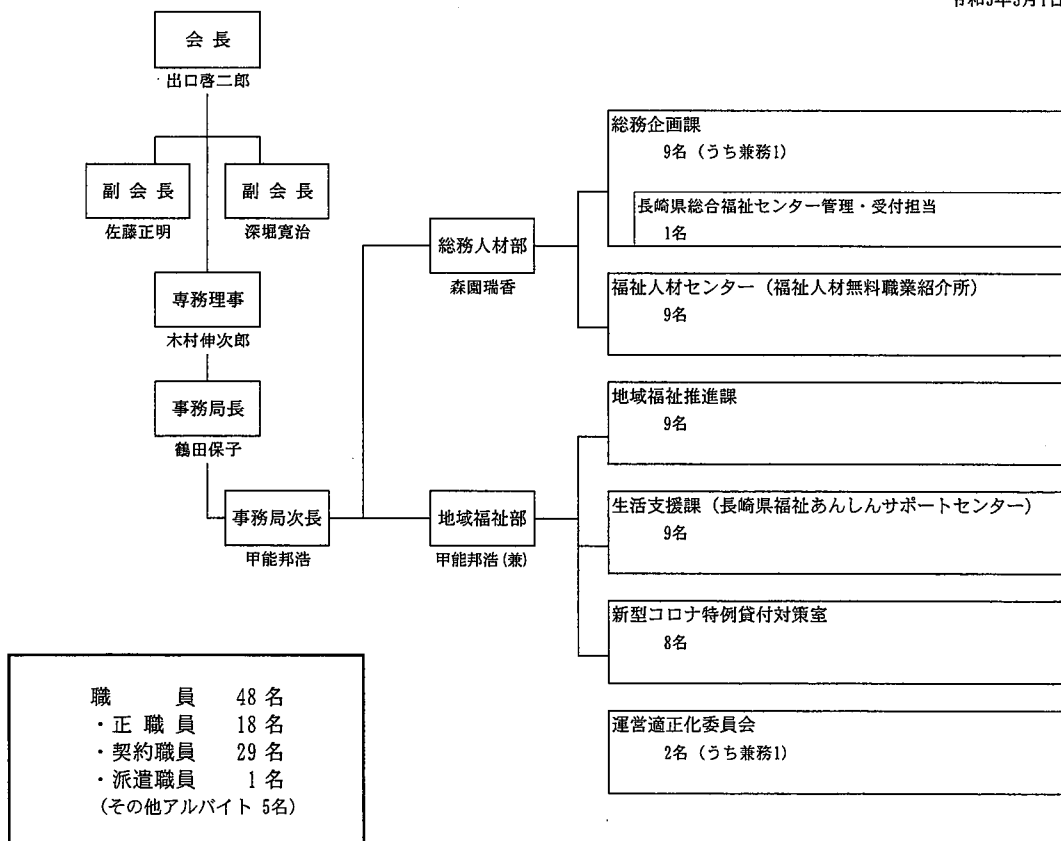 令和5年5月1日
会 長
出口啓二郎
副 会 長
佐藤正明
副 会 長
深堀寛治
専務理事
木村伸次郎
事務局長
鶴田保子
事務局次長
甲能邦浩
総務人材部
森園瑞香
地域福祉部
甲能邦浩(兼)
総務企画課
9名 (うち兼務1)
長崎県総合福祉センター管理・受付担当
1名
福祉人材センター (福祉人材無料職業紹介所)
9名
地域福祉推進課
9名
生活支援課 (長崎県福祉あんしんサポートセンター)
9名
新型コロナ特例貸付対策室
8名
運営適正化委員会
2名 (うち兼務1)
職 員 48 名
・正 職 員 18 名
・契約職員 29 名
・派遣職員 1 名
(その他アルバイト 5名)